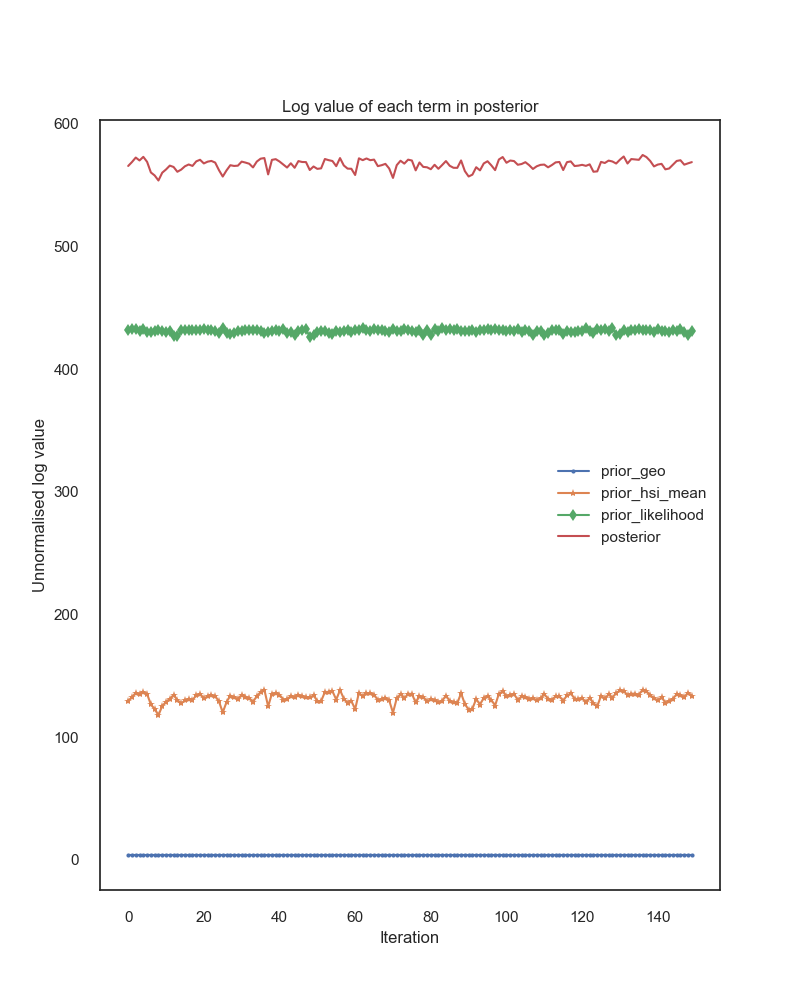 Log value of each term in posterior
600
500
400
300
200
100
0
Unnormalised log value
prior_geo
prior_hsi_mean
prior_likelihood
posterior
0 20 40 60 80 100 120 140
Iteration